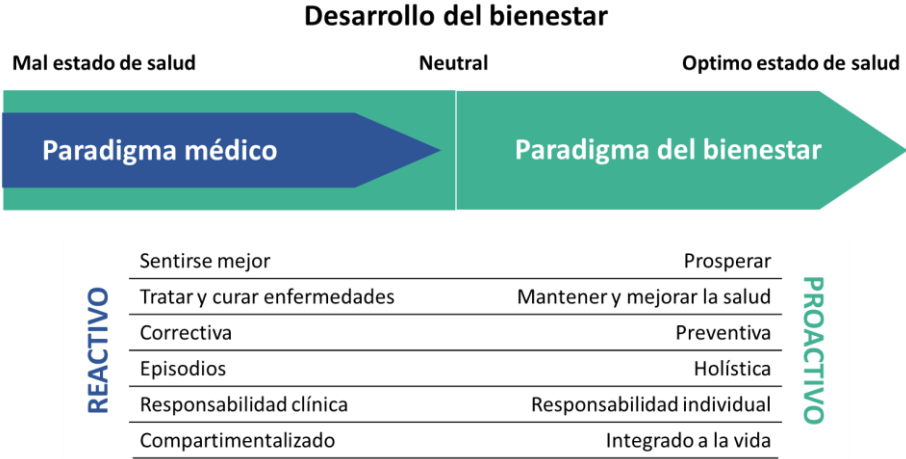 Desarrollo del bienestar
Mal estado de salud Neutral Optimo estado de salud
Paradigma médico Paradigma del bienestar
REACTIVO
Sentirse mejor Prosperar
Tratar y curar enfermedades Mantener y mejorar la salud
Correctiva Preventiva
Episodios Holística
Responsabilidad clínica Responsabilidad individual
Compartimentalizado Integrado a la vida
PROACTIVO